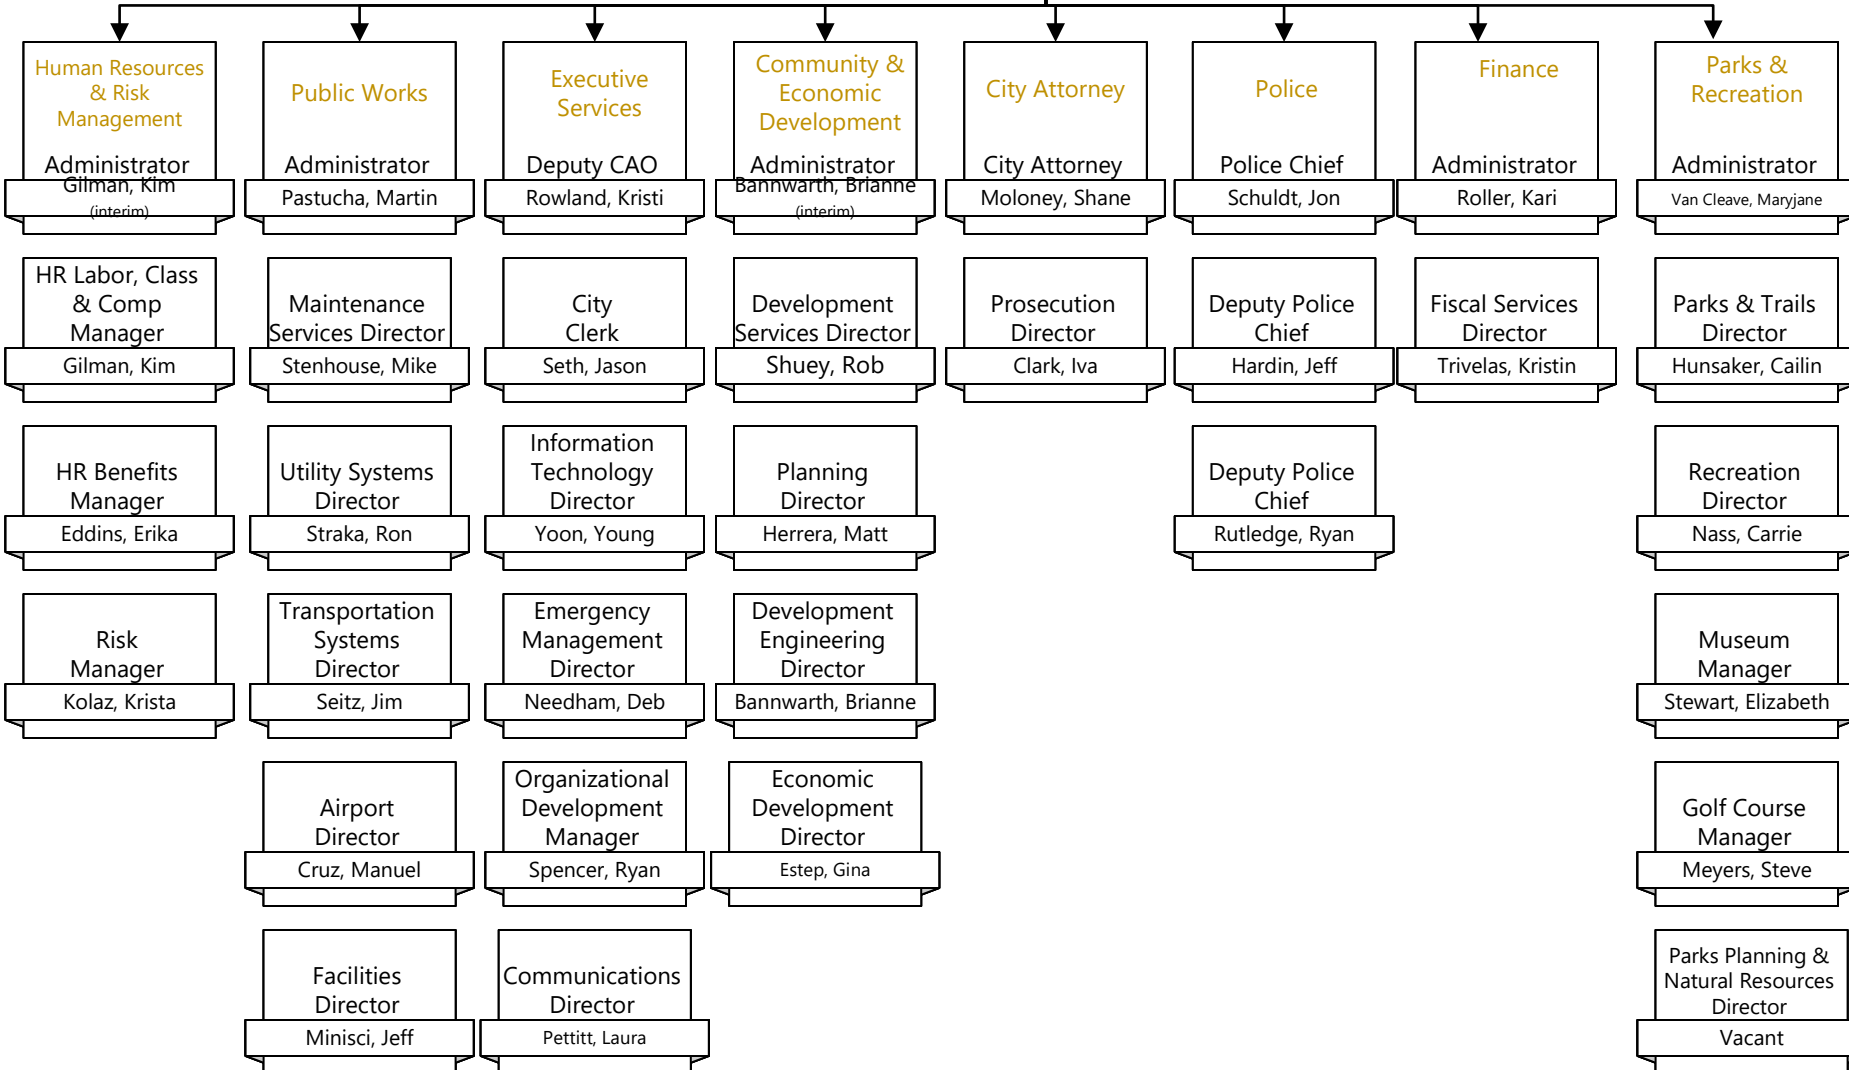 Human Resources
& Risk
Management
Administrator
Gilman, Kim
(interim)
HR Labor, Class
& Comp
Manager
Gilman, Kim
HR Benefits
Manager
Eddins, Erika
Risk
Manager
Kolaz, Krista
Public Works
Administrator
Pastucha, Martin
Maintenance
Services Director
Stenhouse, Mike
Utility Systems
Director
Straka, Ron
Transportation
Systems
Director
Seitz, Jim
Airport
Director
Cruz, Manuel
Facilities
Director
Minisci, Jeff
Executive
Services
Deputy CAO
Rowland, Kristi
City
Clerk
Seth, Jason
Information
Technology
Director
Yoon, Young
Emergency
Management
Director
Needham, Deb
Organizational
Development
Manager
Spencer, Ryan
Communications
Director
Pettitt, Laura
Community &
Economic
Development
Administrator
Bannwarth, Brianne
(interim)
Development
Services Director
Shuey, Rob
Planning
Director
Herrera, Matt
Development
Engineering
Director
Bannwarth, Brianne
Economic
Development
Director
Estep, Gina
City Attorney
City Attorney
Moloney, Shane
Prosecution
Director
Clark, Iva
Police
Police Chief
Schuldt, Jon
Deputy Police
Chief
Hardin, Jeff
Deputy Police
Chief
Rutledge, Ryan
Finance
Administrator
Roller, Kari
Fiscal Services
Director
Trivelas, Kristin
Parks &
Recreation
Administrator
Van Cleave, Maryjane
Parks & Trails
Director
Hunsaker, Cailin
Recreation
Director
Nass, Carrie
Museum
Manager
Stewart, Elizabeth
Golf Course
Manager
Meyers, Steve
Parks Planning &
Natural Resources
Director
Vacant